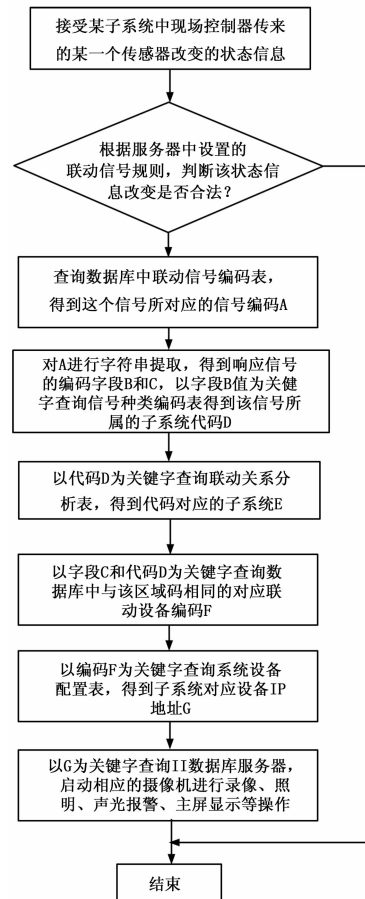 接受某子系统中现场控制器传来
的某一个传感器改变的状态信息
根据服务器中设置的
联动信号规则，判断该状态信
息改变是否合法？
查询数据库中联动信号编码表，
得到这个信号所对应的信号编码A
对A进行字符串提取，得到响应信号
的编码字段B和C，以字段B值为关健
字查询信号种类编码表得到该信号所
属的子系统代码D
以代码D为关键字查询联动关系分
析表，得到代码对应的子系统E
以字段C和代码D为关键字查询数
据库中与该区域码相同的对应联
动设备编码F
以编码F为关键字查询系统设备
配置表，得到子系统对应设备IP
地址G
以G为关键字查询II数据库服务器，
启动相应的摄像机进行录像、照
明、声光报警、主屏显示等操作
结束